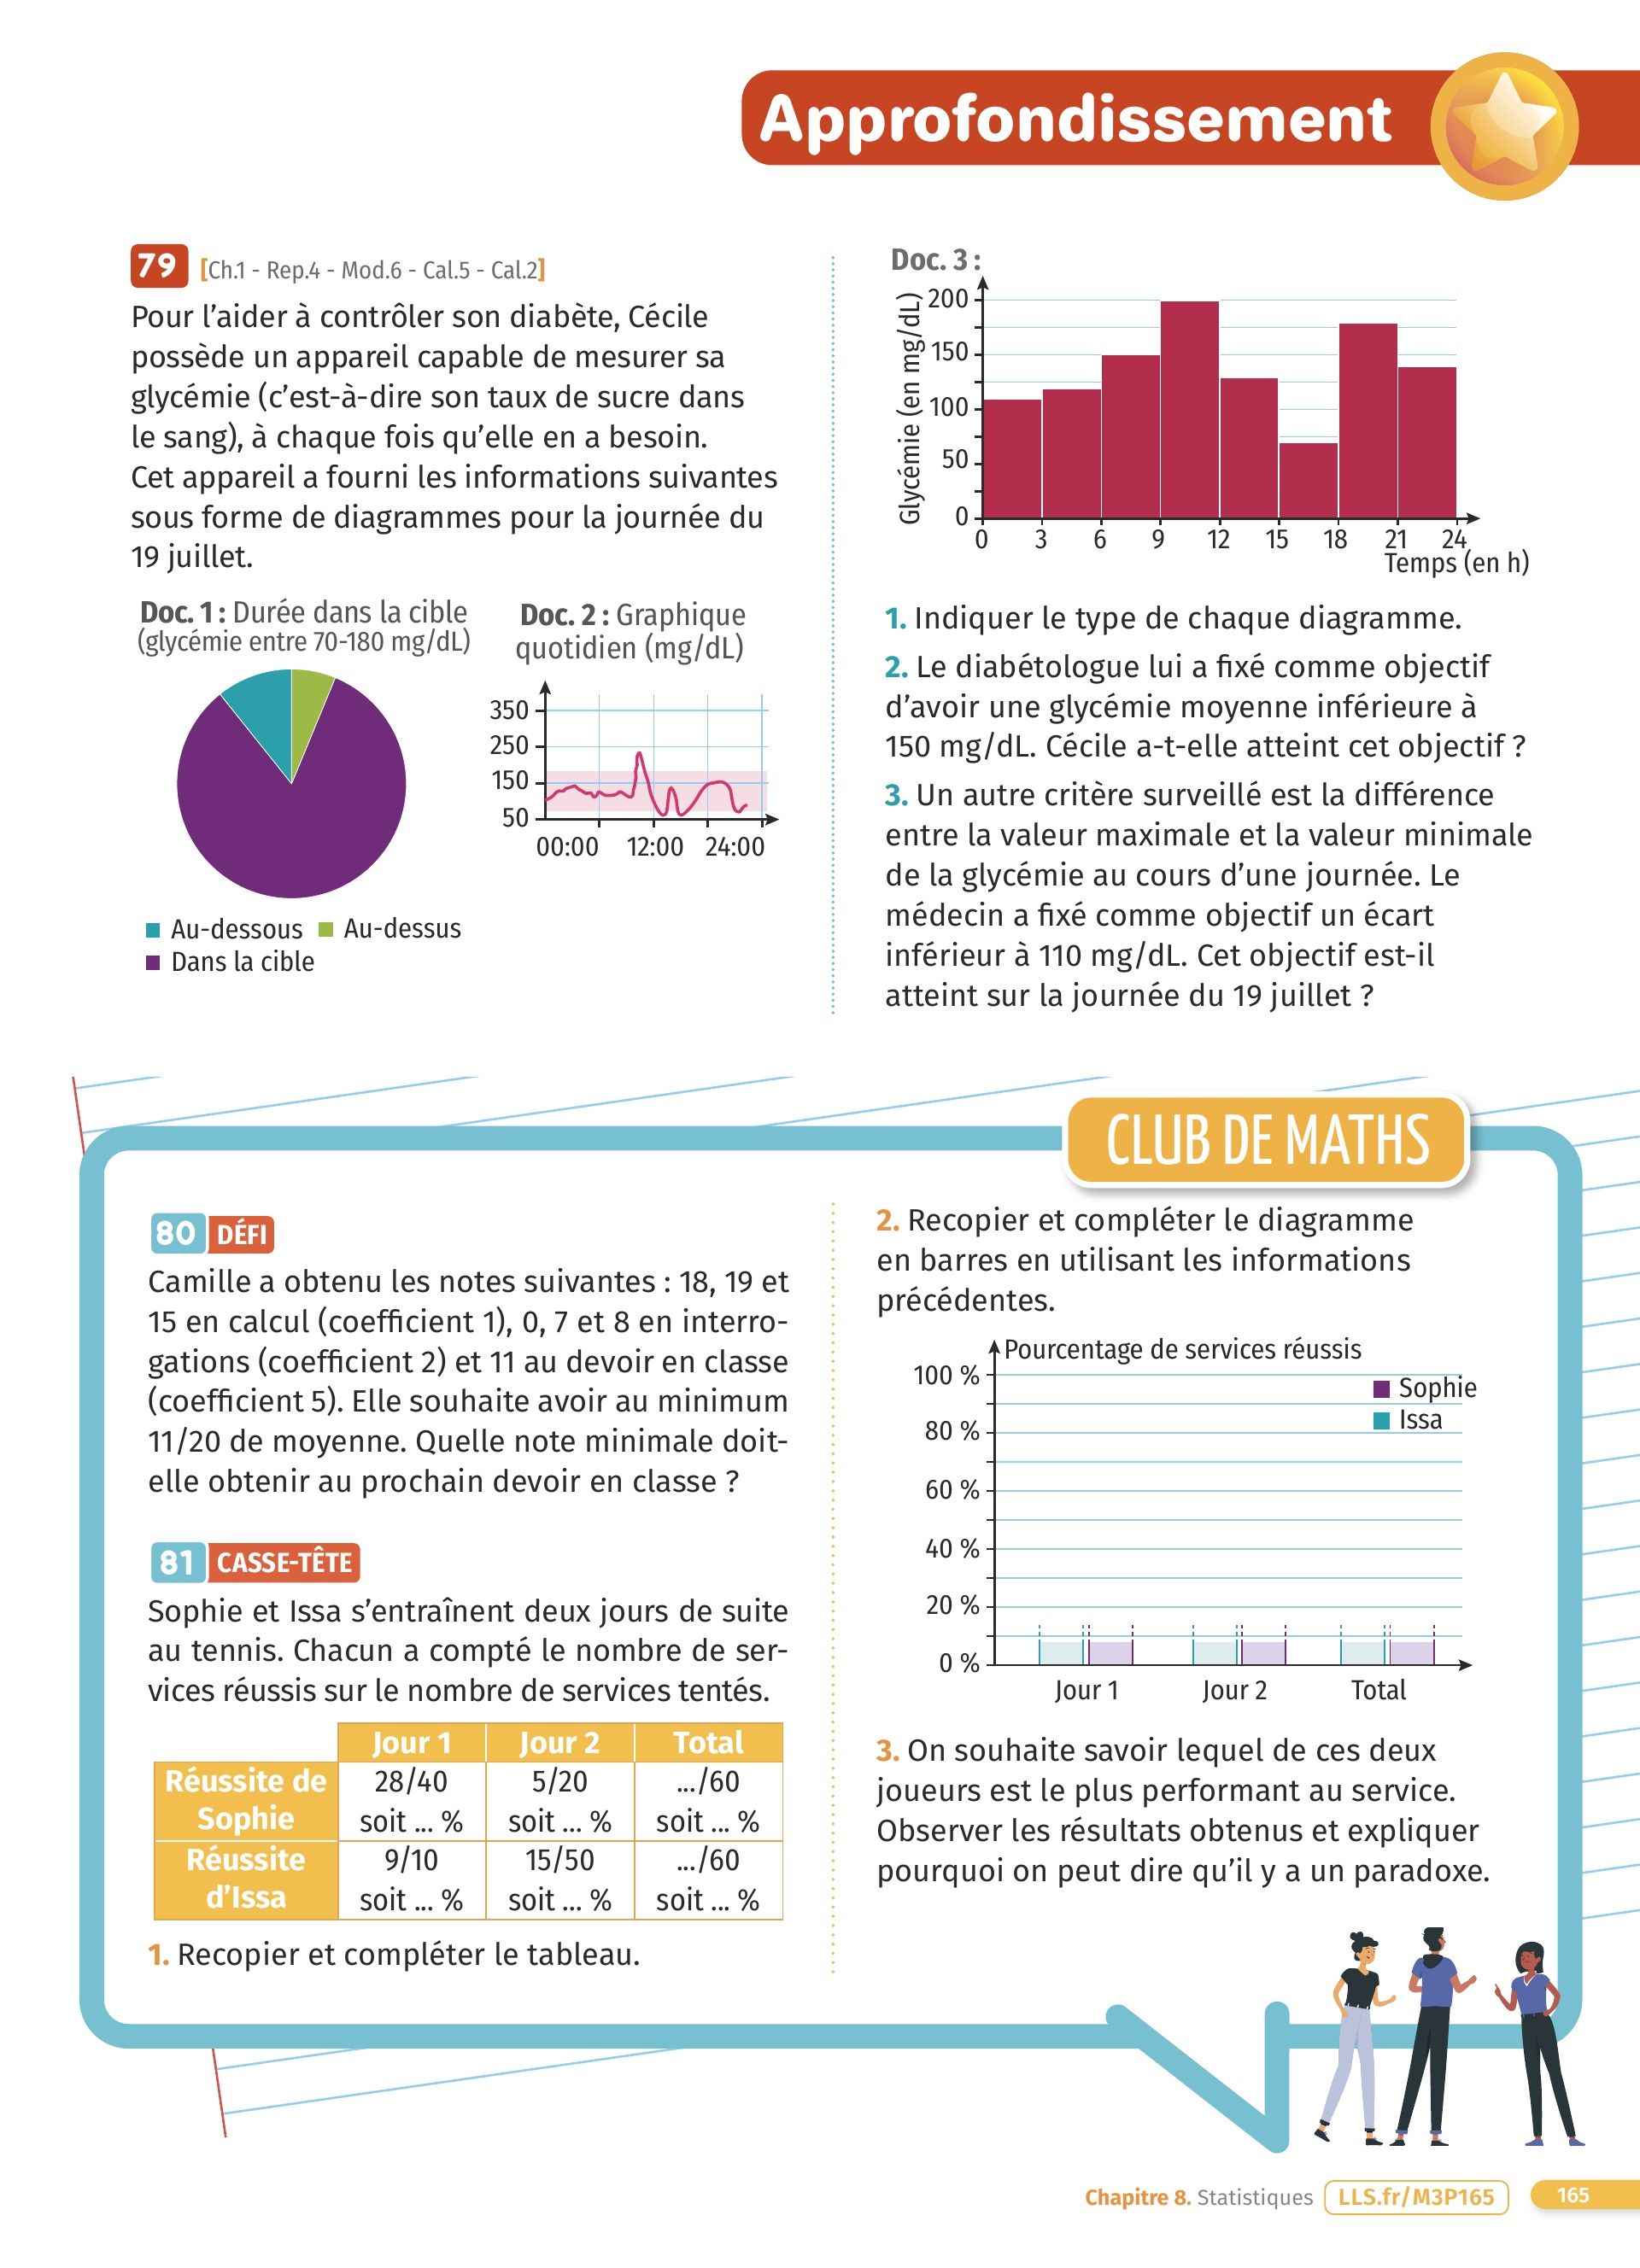 Approfondissement
79 [Ch.1 - Rep.4 - Mod.6 - Cal.5 - Cal.2]
Pour l’aider à contrôler son diabète, Cécile
possède un appareil capable de mesurer sa
glycémie (c’est-à-dire son taux de sucre dans
le sang), à chaque fois qu’elle en a besoin.
Cet appareil a fourni les informations suivantes
sous forme de diagrammes pour la journée du
19 juillet.
Doc. 1 : Durée dans la cible
(glycémie entre 70-180 mg/dL)
Au-dessous Au-dessus
Dans la cible
Doc. 2 : Graphique
quotidien (mg/dL)
350
250
150
50
00:00 12:00 24:00
Doc. 3 :
Glycémie (en mg/dL)
200
150
100
50
0
0 3 6 9 12 15 18 21 24
Temps (en h)
1. Indiquer le type de chaque diagramme.
2. Le diabétologue lui a fixé comme objectif
d’avoir une glycémie moyenne inférieure à
150 mg/dL. Cécile a-t-elle atteint cet objectif ?
3. Un autre critère surveillé est la différence
entre la valeur maximale et la valeur minimale
de la glycémie au cours d’une journée. Le
médecin a fixé comme objectif un écart
inférieur à 110 mg/dL. Cet objectif est-il
atteint sur la journée du 19 juillet ?
CLUB DE MATHS
80 DÉFI
Camille a obtenu les notes suivantes : 18, 19 et
15 en calcul (coefficient 1), 0, 7 et 8 en interro-
gations (coefficient 2) et 11 au devoir en classe
(coefficient 5). Elle souhaite avoir au minimum
11/20 de moyenne. Quelle note minimale doit-
elle obtenir au prochain devoir en classe ?
81 CASSE-TÊTE
Sophie et Issa s’entraînent deux jours de suite
au tennis. Chacun a compté le nombre de ser-
vices réussis sur le nombre de services tentés.
Jour 1 Jour 2 Total
Réussite de 28/40 5/20 .../60
Sophie soit ... % soit ... % soit ... %
Réussite 9/10 15/50 .../60
d’Issa soit ... % soit ... % soit ... %
1. Recopier et compléter le tableau.
2. Recopier et compléter le diagramme
en barres en utilisant les informations
précédentes.
Pourcentage de services réussis
100 %
80 %
60 %
40 %
20 %
0 %
Sophie
Issa
Jour 1 Jour 2 Total
3. On souhaite savoir lequel de ces deux
joueurs est le plus performant au service.
Observer les résultats obtenus et expliquer
pourquoi on peut dire qu’il y a un paradoxe.
Chapitre 8. Statistiques LLS.fr/M3P165 165